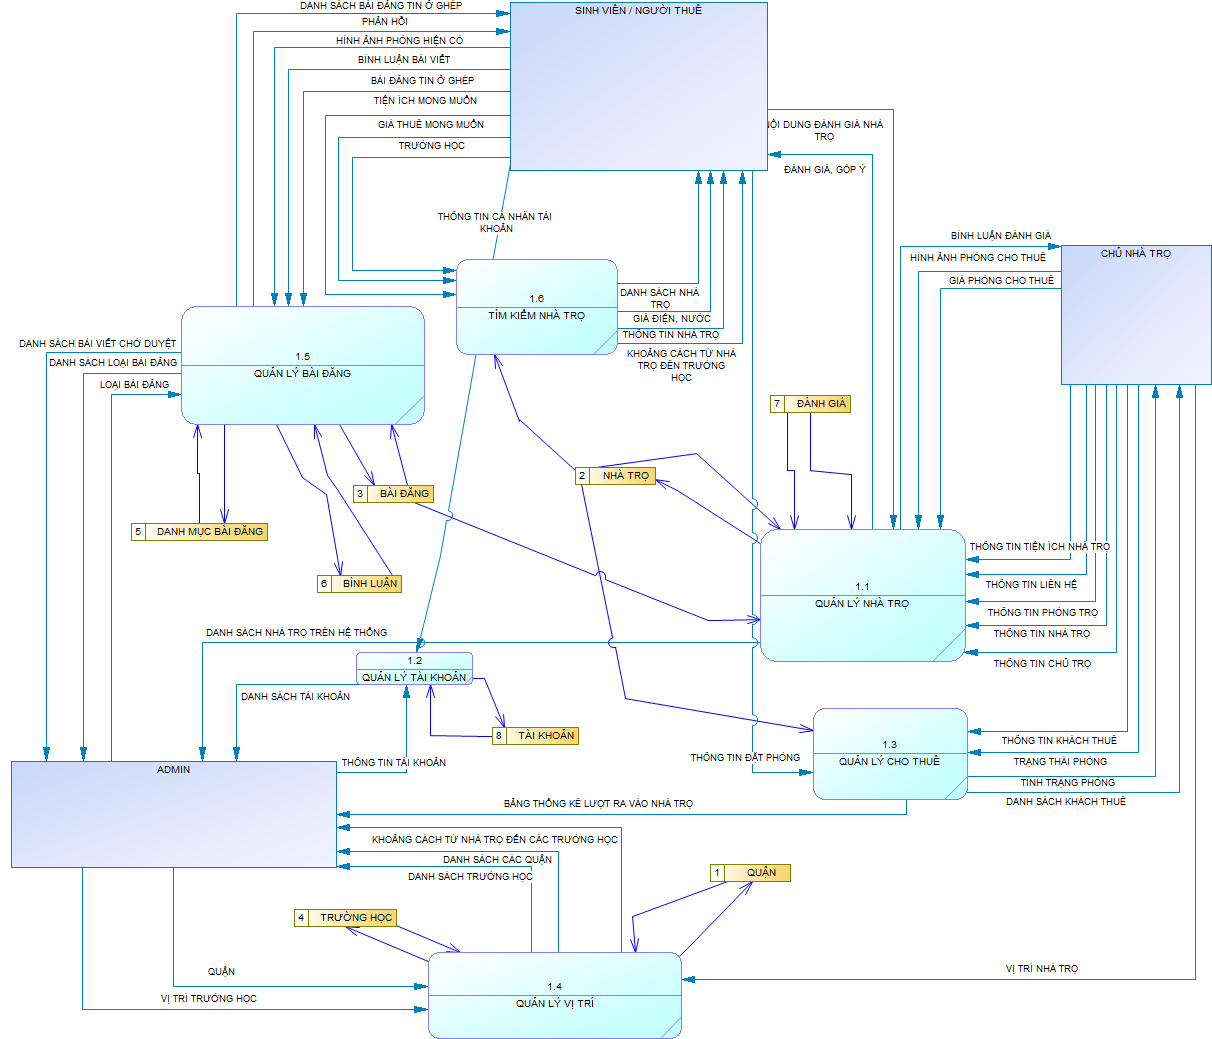 DANH SÁCH BÀI ĐĂNG TIN Ở GHÉP
PHẢN HỒI
HÌNH ẢNH PHÒNG HIỆN CÓ
BÌNH LUẬN BÀI VIẾT
BÀI ĐĂNG TIN Ở GHÉP
TIỆN ÍCH MONG MUỐN
GIÁ THUÊ MONG MUỐN
TRƯỜNG HỌC
SINH VIÊN / NGƯỜI THUÊ
NỘI DUNG ĐÁNH GIÁ NHÀ
TRỌ
ĐÁNH GIÁ, GÓP Ý
THÔNG TIN CÁ NHÂN TÀI
KHOẢN
BÌNH LUẬN ĐÁNH GIÁ
HÌNH ẢNH PHÒNG CHO THUÊ
GIÁ PHÒNG CHO THUÊ
CHỦ NHÀ TRỌ
1.6
TÌM KIẾM NHÀ TRỌ
DANH SÁCH NHÀ
TRỌ
GIÁ ĐIỆN, NƯỚC
THÔNG TIN NHÀ TRỌ
KHOẢNG CÁCH TỪ NHÀ
TRỌ ĐẾN TRƯỜNG
HỌC
DANH SÁCH BÀI VIẾT CHỜ DUYỆT
DANH SÁCH LOẠI BÀI ĐĂNG
LOẠI BÀI ĐĂNG
1.5
QUẢN LÝ BÀI ĐĂNG
7 ĐÁNH GIÁ
2 NHÀ TRỌ
3 BÀI ĐĂNG
5 DANH MỤC BÀI ĐĂNG
6 BÌNH LUẬN
1.1
QUẢN LÝ NHÀ TRỌ
THÔNG TIN TIỆN ÍCH NHÀ TRỌ
THÔNG TIN LIÊN HỆ
THÔNG TIN PHÒNG TRỌ
THÔNG TIN NHÀ TRỌ
THÔNG TIN CHỦ TRỌ
DANH SÁCH NHÀ TRỌ TRÊN HỆ THỐNG
1.2
QUẢN LÝ TÀI KHOẢN
DANH SÁCH TÀI KHOẢN
8 TÀI KHOẢN
THÔNG TIN TÀI KHOẢN
ADMIN
1.3
QUẢN LÝ CHO THUÊ
THÔNG TIN ĐẶT PHÒNG
THÔNG TIN KHÁCH THUÊ
TRẠNG THÁI PHÒNG
TÌNH TRẠNG PHÒNG
DANH SÁCH KHÁCH THUÊ
BẢNG THỐNG KÊ LƯỢT RA VÀO NHÀ TRỌ
KHOẢNG CÁCH TỪ NHÀ TRỌ ĐẾN CÁC TRƯỜNG HỌC
DANH SÁCH CÁC QUẬN
DANH SÁCH TRƯỜNG HỌC
1 QUẬN
4 TRƯỜNG HỌC
QUẬN
VỊ TRÍ TRƯỜNG HỌC
1.4
QUẢN LÝ VỊ TRÍ
VỊ TRÍ NHÀ TRỌ